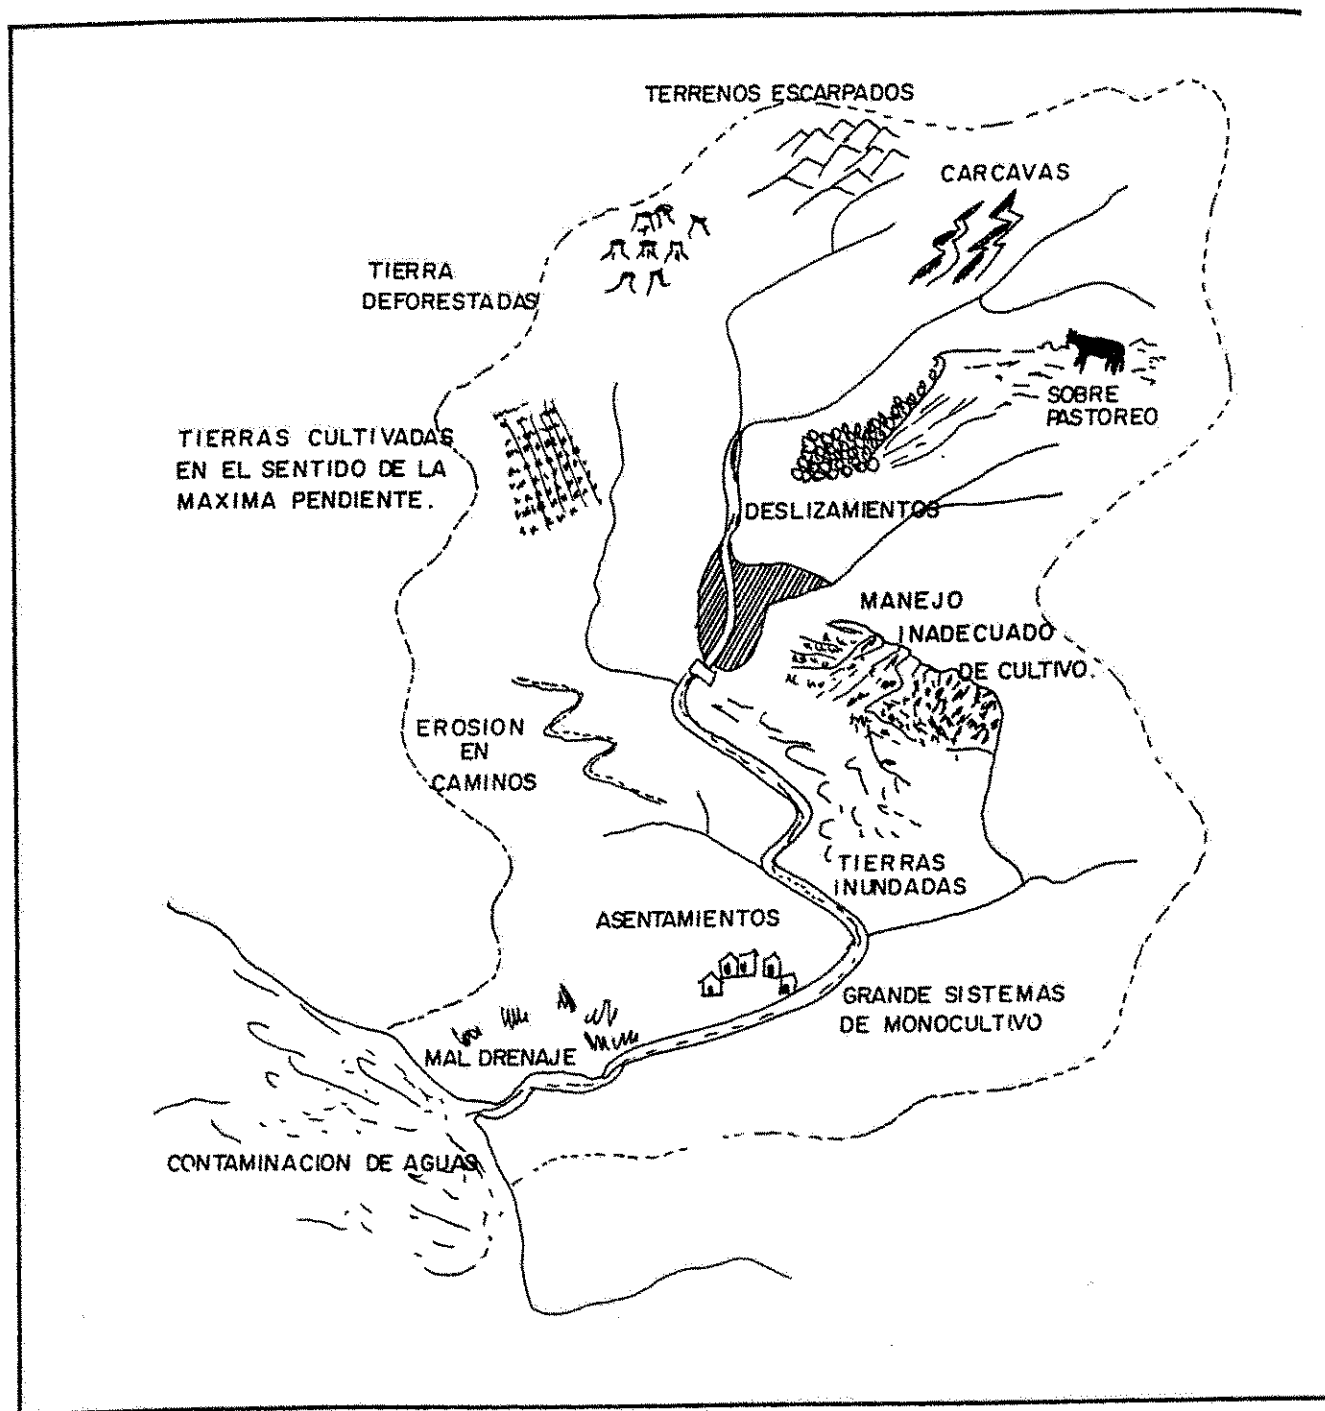 TERRENOS ESCARPADOS
CARCAVAS
TIERRA
DEFORESTADAS
SOBRE
PASTOREO
TIERRAS CULTIVADAS
EN EL SENTIDO DE LA
MAXIMA PENDIENTE.
DESLIZAMIENTOS
MANEJO
INADECUADO
DE CULTIVO.
EROSION
EN
CAMINOS
TIERRAS
INUNDADAS
ASENTAMIENTOS
GRANDE SISTEMAS
DE MONOCULTIVO
MAL DRENAJE
CONTAMINACION DE AGUAS